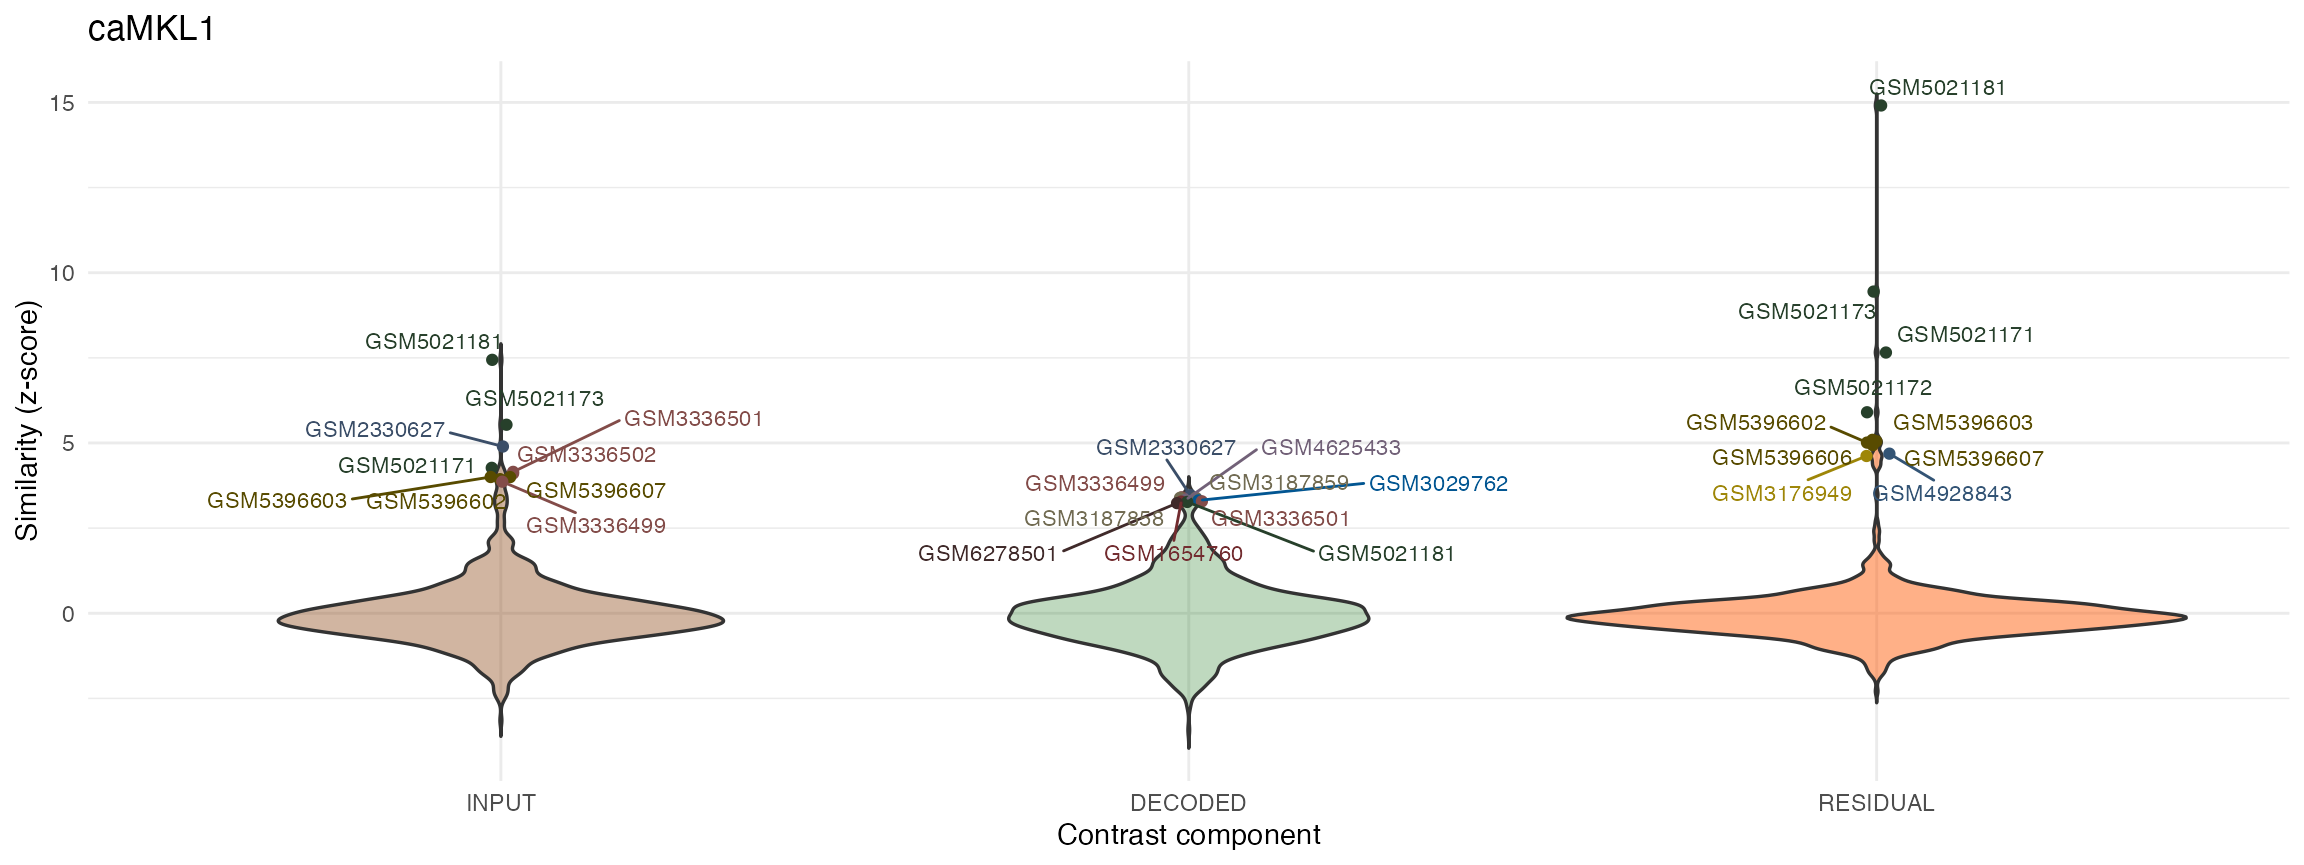 caMKL1
Similarity (z-score)
15
10
5
0
GSM5021181
GSM5021173
GSM3336501
GSM2330627
GSM3336502
GSM5021171
GSM5396607
GSM5396603
GSM5396602
GSM3336499
GSM2330627
GSM4625433
GSM3336499
GSM3187859
GSM3029762
GSM3187858
GSM3336501
GSM6278501
GSM1654760
GSM5021181
GSM5021181
GSM5021173
GSM5021171
GSM5021172
GSM5396602
GSM5396603
GSM5396606
GSM5396607
GSM3176949
GSM4928843
INPUT
DECODED
RESIDUAL
Contrast component